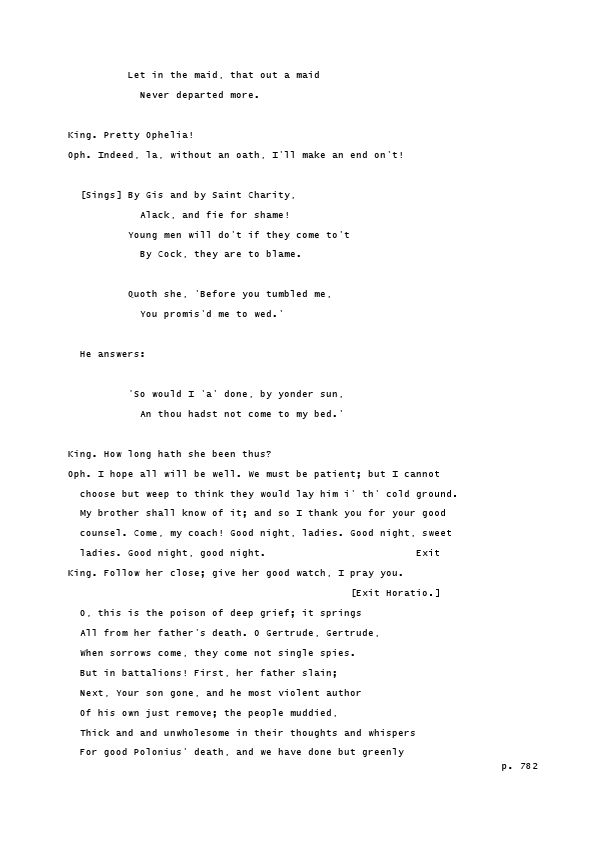 Let in the maid, that out a maid
Never departed more.
King. Pretty Ophelia!
Oph. Indeed, la, without an oath, I'll make an end on't!
[Sings] By Gis and by Saint Charity,
Alack, and fie for shame!
Young men will do't if they come to't
By Cock, they are to blame.
Quoth she, 'Before you tumbled me,
You promis'd me to wed.'
He answers:
'So would I 'a' done, by yonder sun,
An thou hadst not come to my bed.'
King. How long hath she been thus?
Oph. I hope all will be well. We must be patient; but I cannot
choose but weep to think they would lay him i' th' cold ground.
My brother shall know of it; and so I thank you for your good
counsel. Come, my coach! Good night, ladies. Good night, sweet
ladies. Good night, good night. Exit
King. Follow her close; give her good watch, I pray you.
[Exit Horatio.]
O, this is the poison of deep grief; it springs
All from her father's death. O Gertrude, Gertrude,
When sorrows come, they come not single spies.
But in battalions! First, her father slain;
Next, Your son gone, and he most violent author
Of his own just remove; the people muddied,
Thick and and unwholesome in their thoughts and whispers
For good Polonius' death, and we have done but greenly
p. 782